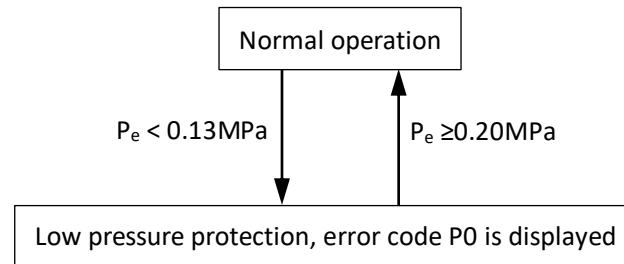 Normal operation
Pₑ < 0.13MPa
Pₑ ≥0.20MPa
Low pressure protection, error code P0 is displayed